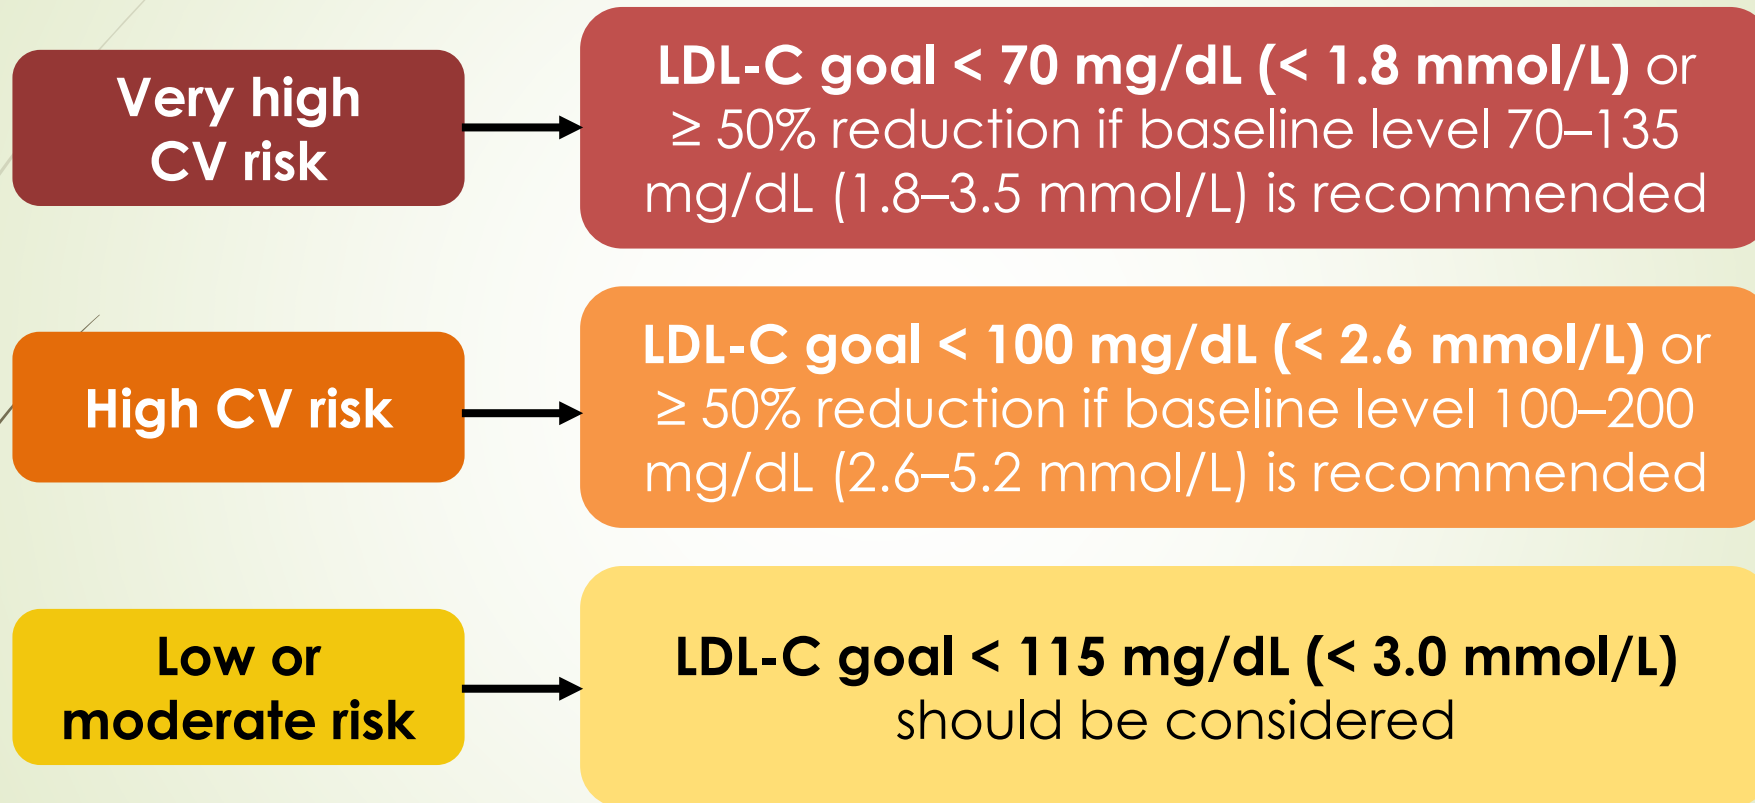 Very high
CV risk
LDL-C goal < 70 mg/dL (< 1.8 mmol/L) or
≥ 50% reduction if baseline level 70–135
mg/dL (1.8–3.5 mmol/L) is recommended
High CV risk
LDL-C goal < 100 mg/dL (< 2.6 mmol/L) or
≥ 50% reduction if baseline level 100–200
mg/dL (2.6–5.2 mmol/L) is recommended
Low or
moderate risk
LDL-C goal < 115 mg/dL (< 3.0 mmol/L)
should be considered